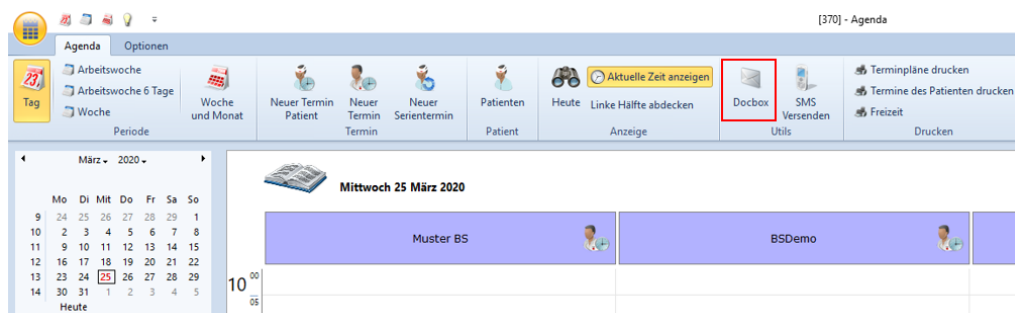 [370] - Agenda
Agenda Optionen
23,
Tag
Arbeitswoche
Arbeitswoche 6 Tage
Woche
Woche
und Monat
Periode
Neuer Termin
Patient
Neuer
Termin
Neuer
Serientermin
Termin
Patienten
Patient
Heute
Aktuelle Zeit anzeigen
Linke Hälfte abdecken
Anzeige
Docbox
SMS
Versenden
Utils
Terminpläne drucken
Termine des Patienten drucken
Freizeit
Drucken
März 2020
Mo Di Mit Do Fr Sa So
9 24 25 26 27 28 29 1
10 2 3 4 5 6 7 8
11 9 10 11 12 13 14 15
12 16 17 18 19 20 21 22
13 23 24 25 26 27 28 29
14 30 31 1 2 3 4 5
Heute
Mittwoch 25 März 2020
Muster BS
BSDemo
10 00
05